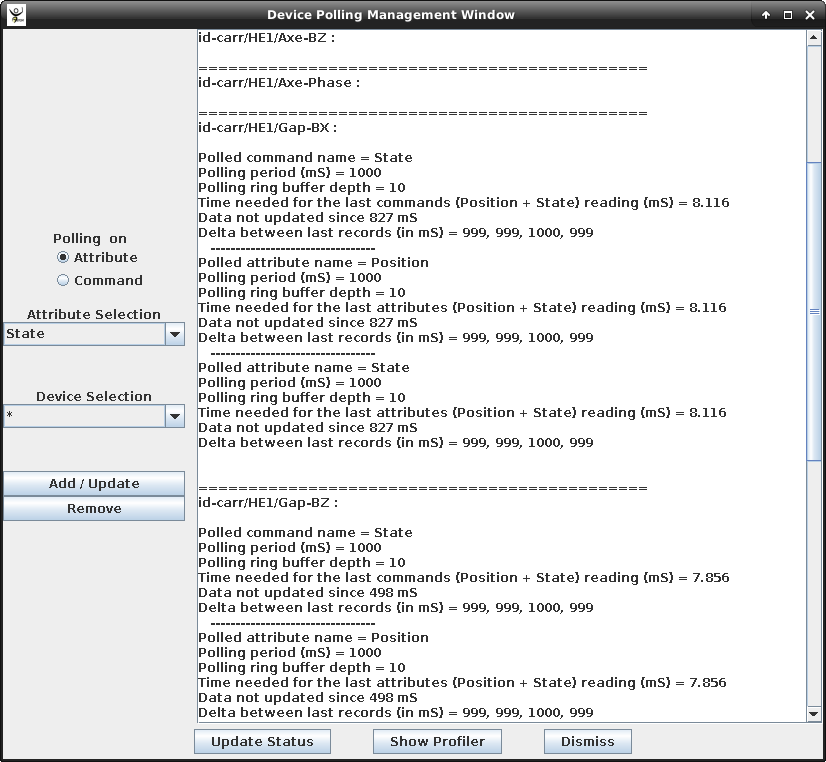 Device Polling Management Window
Polling on
Attribute
Command
Attribute Selection
State
Device Selection
*
Add / Update
Remove
id-carr/HE1/Axe-BZ :
=============================================
id-carr/HE1/Axe-Phase :
=============================================
id-carr/HE1/Gap-BX :
Polled command name = State
Polling period (mS) = 1000
Polling ring buffer depth = 10
Time needed for the last commands (Position + State) reading (mS) = 8.116
Data not updated since 827 mS
Delta between last records (in mS) = 999, 999, 1000, 999
---------------------------------
Polled attribute name = Position
Polling period (mS) = 1000
Polling ring buffer depth = 10
Time needed for the last attributes (Position + State) reading (mS) = 8.116
Data not updated since 827 mS
Delta between last records (in mS) = 999, 999, 1000, 999
---------------------------------
Polled attribute name = State
Polling period (mS) = 1000
Polling ring buffer depth = 10
Time needed for the last attributes (Position + State) reading (mS) = 8.116
Data not updated since 827 mS
Delta between last records (in mS) = 999, 999, 1000, 999
=============================================
id-carr/HE1/Gap-BZ :
Polled command name = State
Polling period (mS) = 1000
Polling ring buffer depth = 10
Time needed for the last commands (Position + State) reading (mS) = 7.856
Data not updated since 498 mS
Delta between last records (in mS) = 999, 999, 1000, 999
---------------------------------
Polled attribute name = Position
Polling period (mS) = 1000
Polling ring buffer depth = 10
Time needed for the last attributes (Position + State) reading (mS) = 7.856
Data not updated since 498 mS
Delta between last records (in mS) = 999, 999, 1000, 999
Update Status
Show Profiler
Dismiss